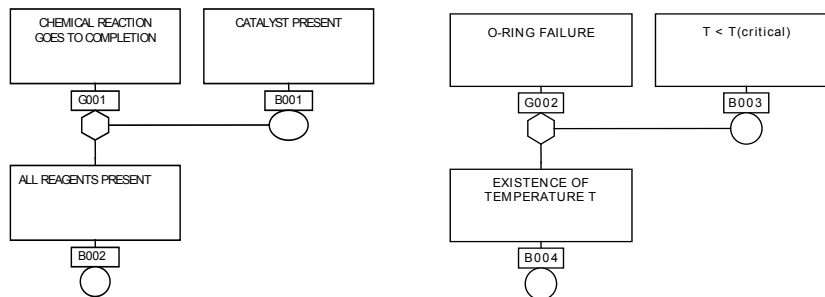 CHEMICAL REACTION
GOES TO COMPLETION
CATALYST PRESENT
G001
B001
ALL REAGENTS PRESENT
B002
O-RING FAILURE
T < T(critical)
G002
B003
EXISTENCE OF
TEMPERATURE T
B004